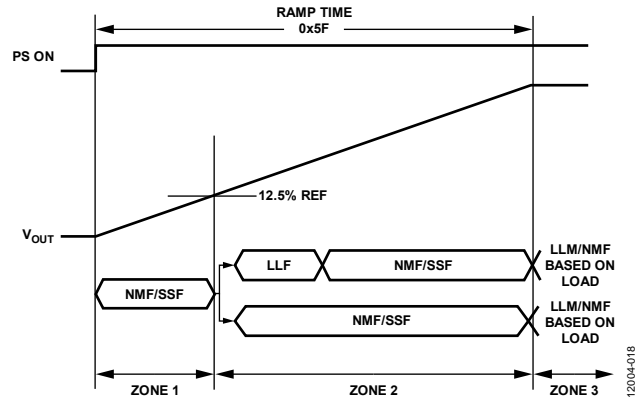 RAMP TIME
0x5F
PS ON
12.5% REF
VOUT
LLF
NMF/SSF
LLM/NMF
BASED ON
LOAD
NMF/SSF
NMF/SSF
LLM/NMF
BASED ON
LOAD
ZONE 1
ZONE 2
ZONE 3
12004-018